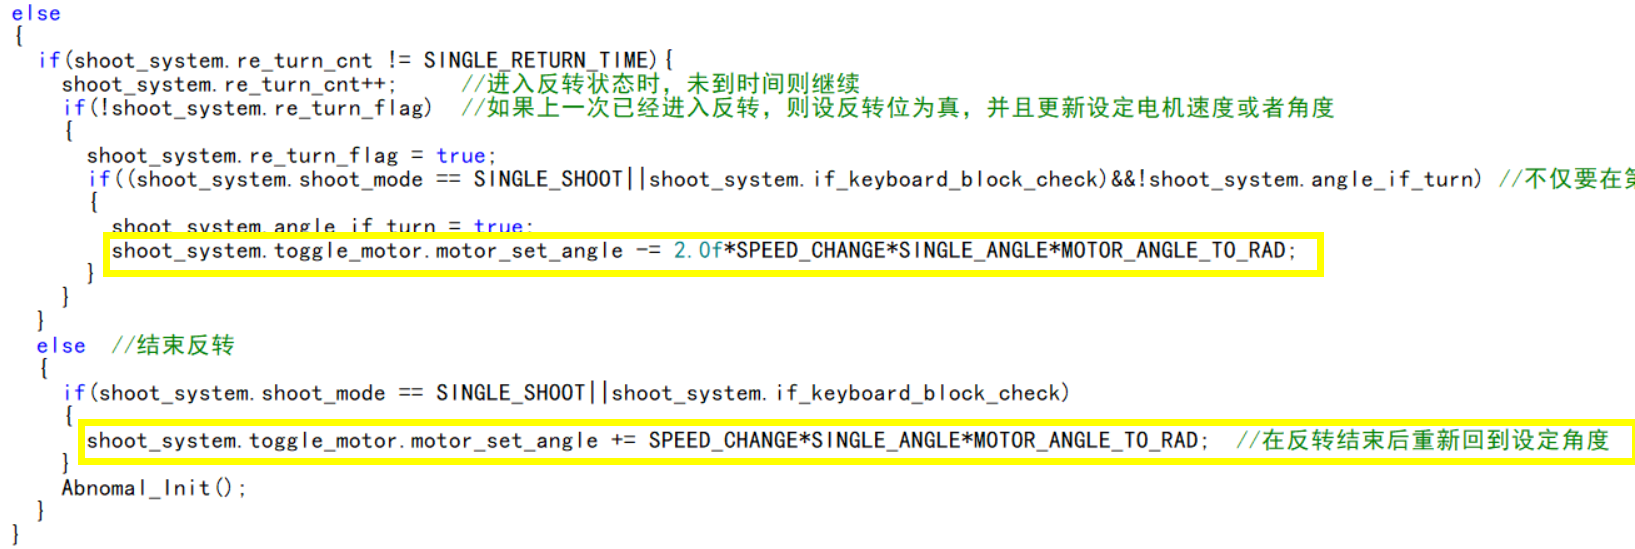 else
{
if(shoot_system.re_turn_cnt != SINGLE_RETURN_TIME){
shoot_system.re_turn_cnt++; //进入反转状态时，未到时间则继续
if(!shoot_system.re_turn_flag) //如果上一次已经进入反转，则设反转位为真，并且更新设定电机速度或者角度
{
shoot_system.re_turn_flag = true;
if((shoot_system.shoot_mode == SINGLE_SHOOT||shoot_system.if_keyboard_block_check)&&!shoot_system.angle_if_turn) //不仅要在
{
shoot_system.angle_if_turn = true;
shoot_system.toggle_motor.motor_set_angle -= 2.0f*SPEED_CHANGE*SINGLE_ANGLE*MOTOR_ANGLE_TO_RAD;
}
}
}
else //结束反转
{
if(shoot_system.shoot_mode == SINGLE_SHOOT||shoot_system.if_keyboard_block_check)
{
shoot_system.toggle_motor.motor_set_angle += SPEED_CHANGE*SINGLE_ANGLE*MOTOR_ANGLE_TO_RAD; //在反转结束后重新回到设定角度
}
Abnomal_Init();
}
}